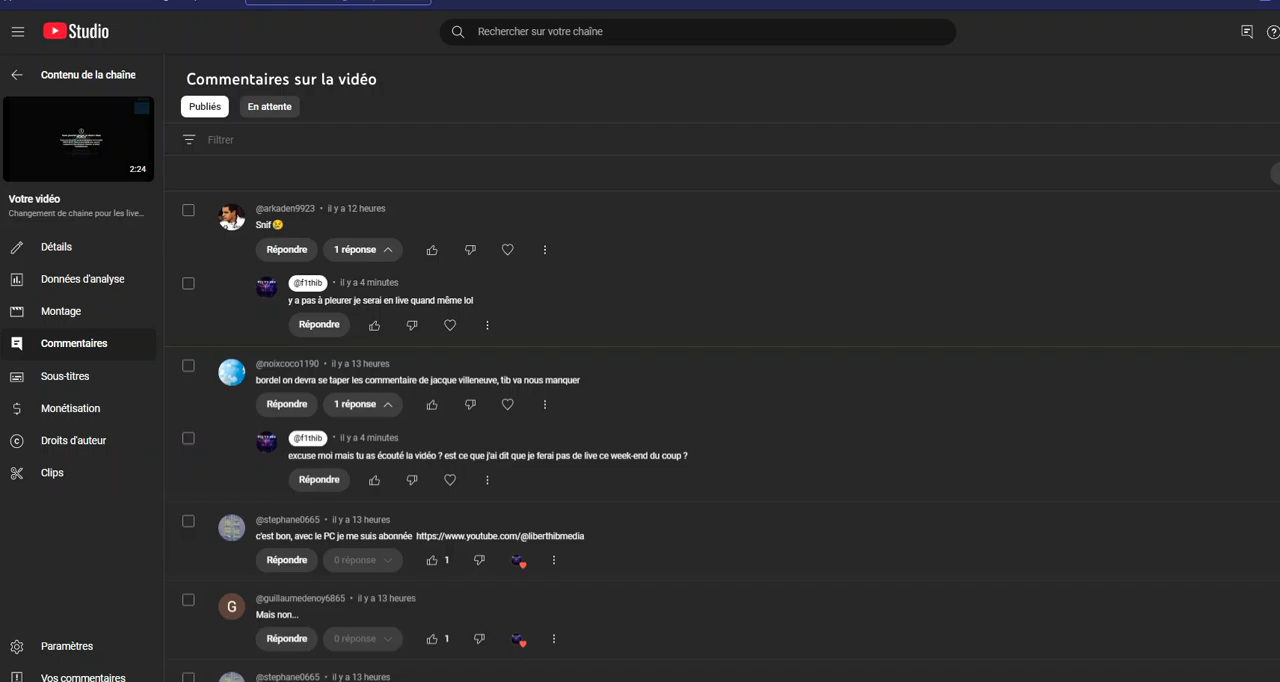 Studio
Rechercher sur votre chaîne
Contenu de la chaîne
2:24
Votre vidéo
Changement de chaine pour les live...
Détails
Données d'analyse
Montage
Commentaires
Sous-titres
Monétisation
Droits d'auteur
Clips
Paramètres
Vos commentaires
Commentaires sur la vidéo
Publiés
En attente
Filtrer
@arkaden9923 • il y a 12 heures
Snif😢
Répondre 1 réponse
@f1thib • il y a 4 minutes
y a pas à pleurer je serai en live quand même lol
Répondre
@noixcoco1190 • il y a 13 heures
bordel on devra se taper les commentaire de jacque villeneuve, tib va nous manquer
Répondre 1 réponse
@f1thib • il y a 4 minutes
excuse moi mais tu as écouté la vidéo ? est ce que j'ai dit que je ferai pas de live ce week-end du coup ?
Répondre
@stephane0665 • il y a 13 heures
c'est bon, avec le PC je me suis abonnée https://www.youtube.com/@liberthibmedia
Répondre 0 réponse 1
G
@guillaumedenoy6865 • il y a 13 heures
Mais non...
Répondre 0 réponse 1
@stephane0665 • il y a 13 heures